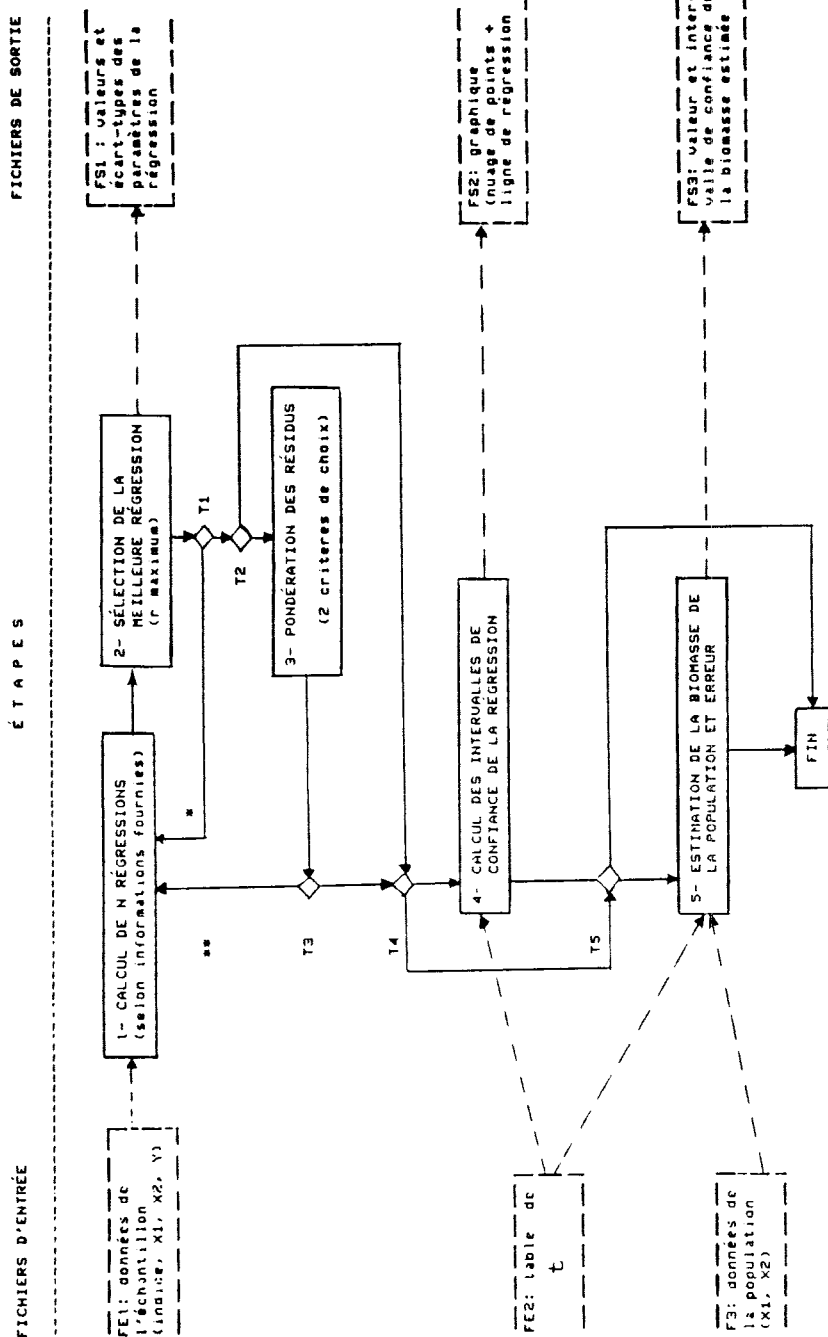 FICHIERS D'ENTRÉE
É T A P E S
FICHIERS DE SORTIE
FE1: données de
l'échantillon
(indice, X1, X2, Y)
1- CALCUL DE N RÉGRESSIONS
(selon informations fournies)
2- SÉLECTION DE LA
MEILLEURE RÉGRESSION
(r maximum)
FS1 : valeurs et
écart-types des
paramètres de la
régression
*
**
T1
T2
3- PONDÉRATION DES RÉSIDUS
(2 critères de choix)
T3
T4
FE2: table de
t
4- CALCUL DES INTERVALLES DE
CONFIANCE DE LA RÉGRESSION
FS2: graphique
(nuage de points +
ligne de régression
T5
F3: données de
la population
(X1, X2)
5- ESTIMATION DE LA BIOMASSE DE
LA POPULATION ET ERREUR
FS3: valeur et inter
valle de confiance d
la biomasse estimée
FIN